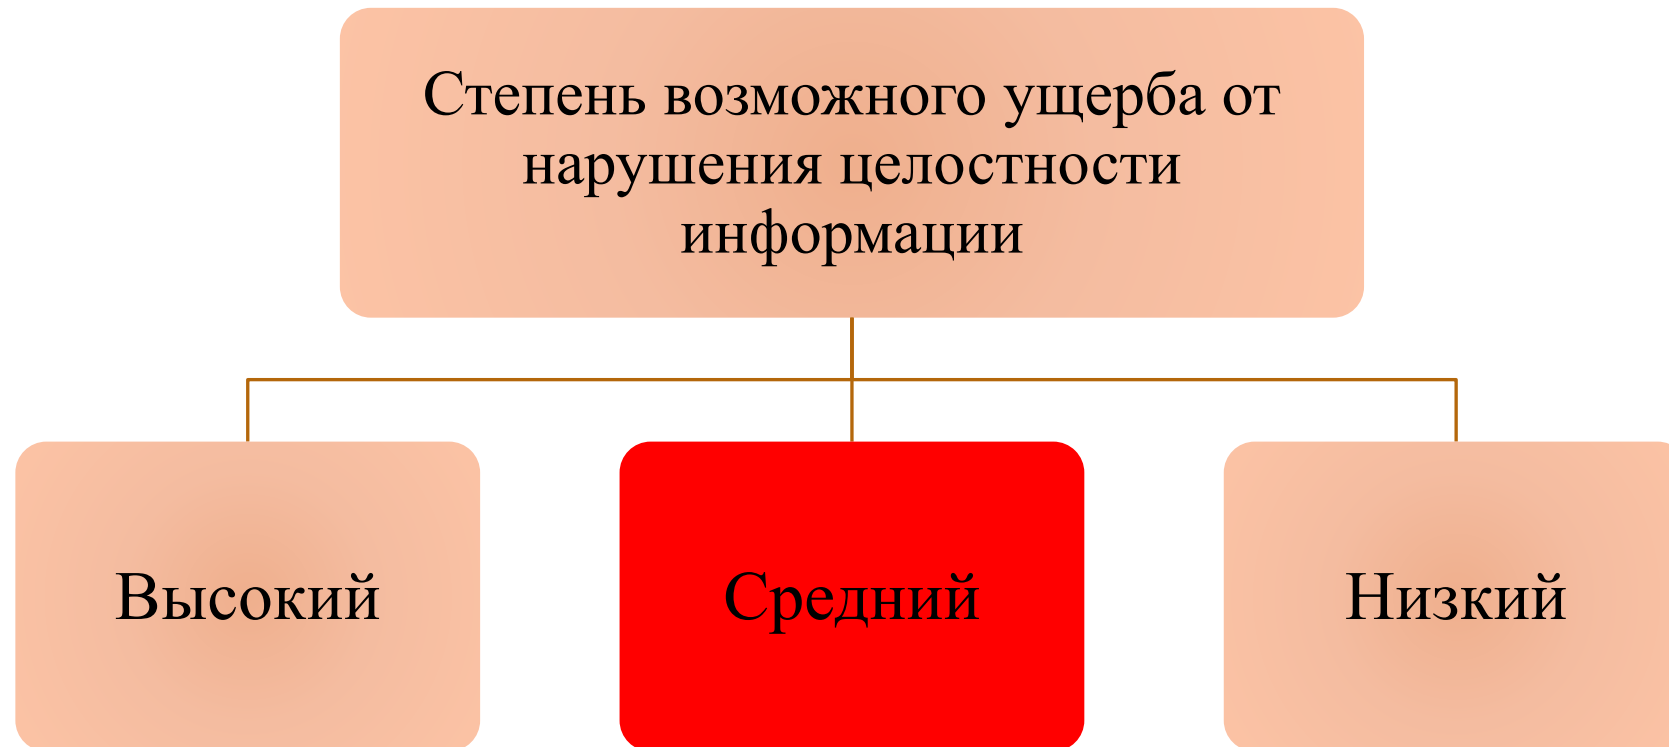 Степень возможного ущерба от
нарушения целостности
информации
Высокий
Средний
Низкий